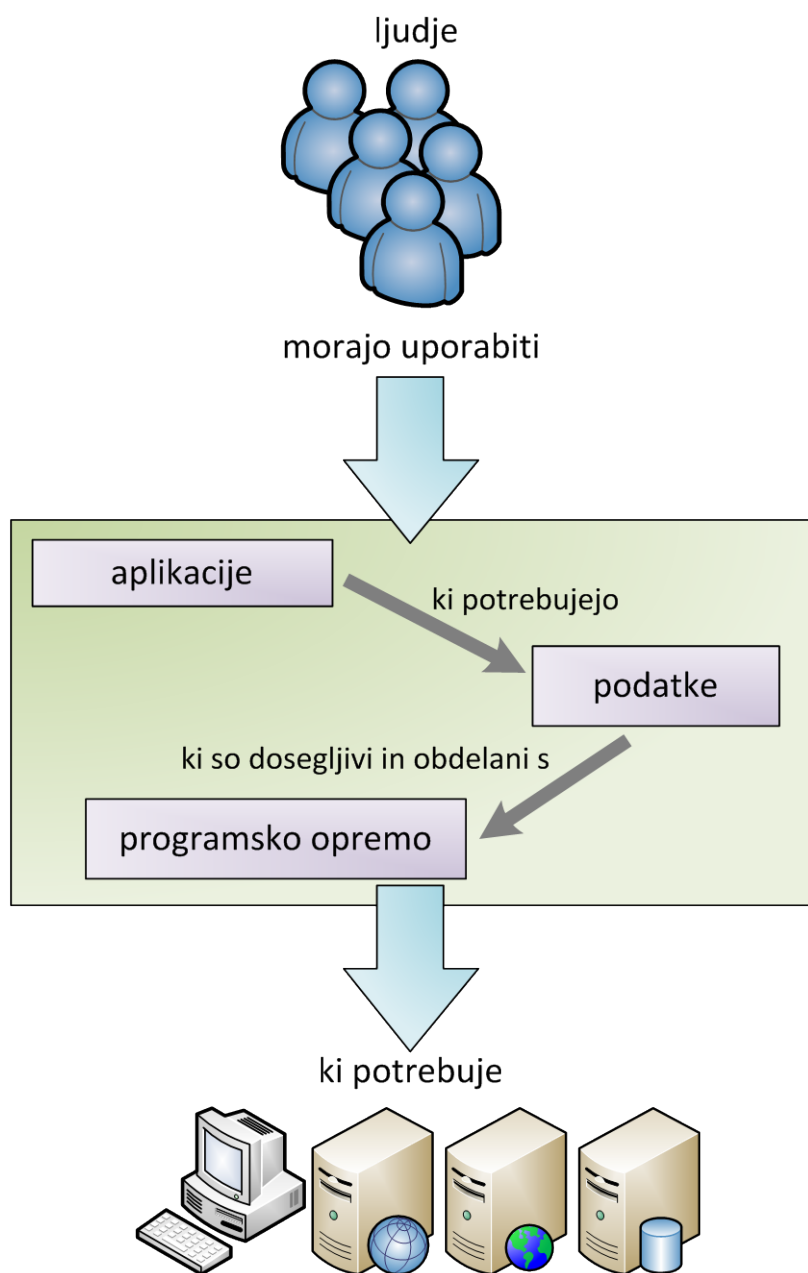 ljudje
morajo uporabiti
aplikacije
ki potrebujejo
podatke
ki so dosegljivi in obdelani s
programsko opremo
ki potrebuje